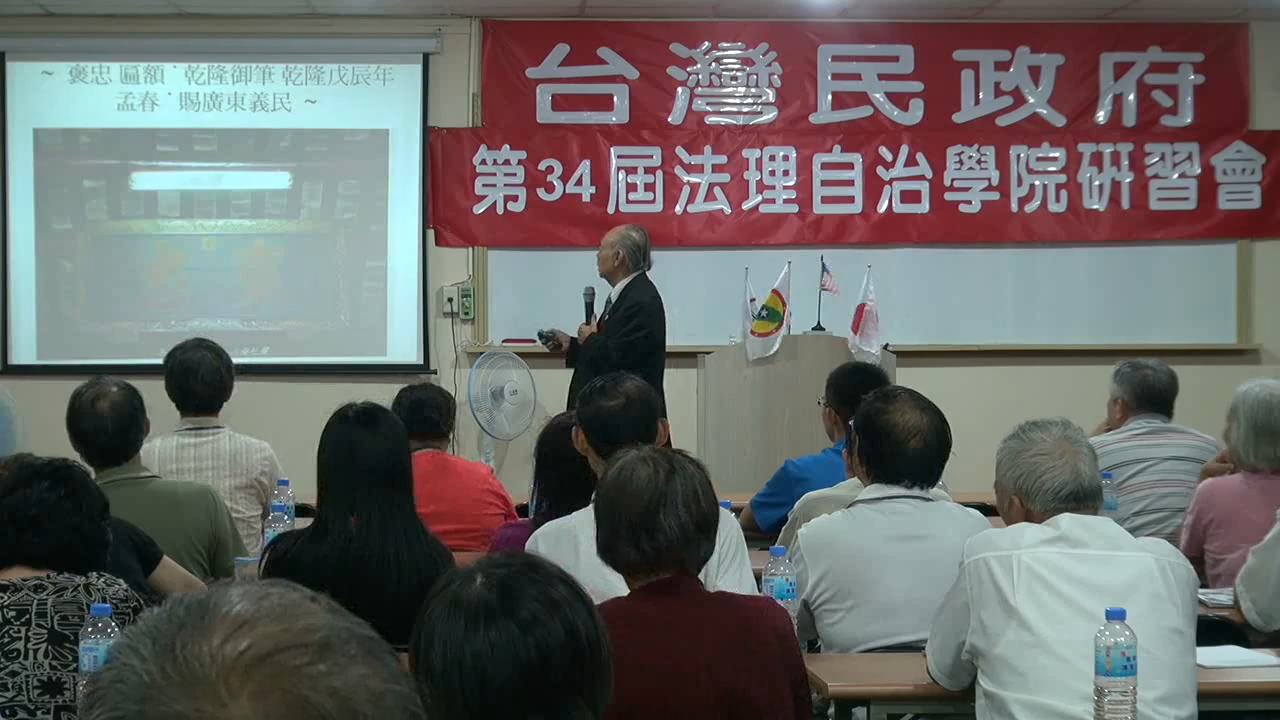 ~ 褒忠 匾額˙乾隆御筆 乾隆戊辰年
孟春˙賜廣東義民 ~
台灣民政府
第34屆法理自治學院研習會